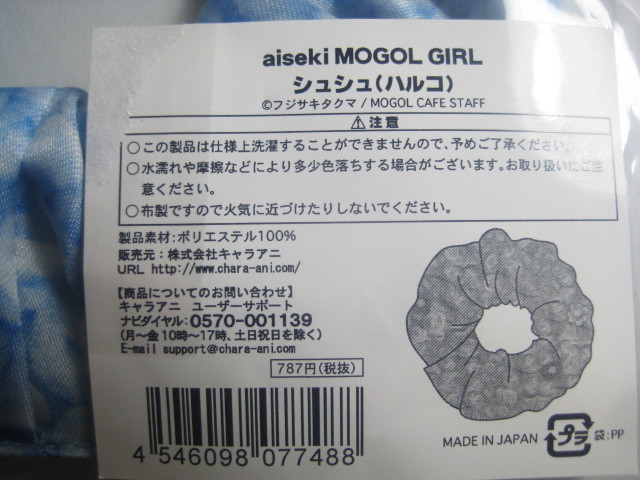 aiseki MOGOL GIRL
シュシュ(ハルコ)
©フジサキタクマ / MOGOL CAFE STAFF
⚠注意
○この製品は仕様上洗濯することができませんので、予めご了承ください。
○水濡れや摩擦などにより多少色落ちする場合がございます。お取り扱いにご注
意ください。
○布製ですので火気に近づけたりしないでください。
製品素材:ポリエステル100%
販売元:株式会社キャラアニ
URL http://www.chara-ani.com/
【商品についてのお問い合わせ】
キャラアニ ユーザーサポート
ナビダイヤル:0570-001139
(月〜金10時〜17時、土日祝日を除く)
E-mail support@chara-ani.com
787円(税抜)
4 546098 077488
MADE IN JAPAN
プラ 袋:PP